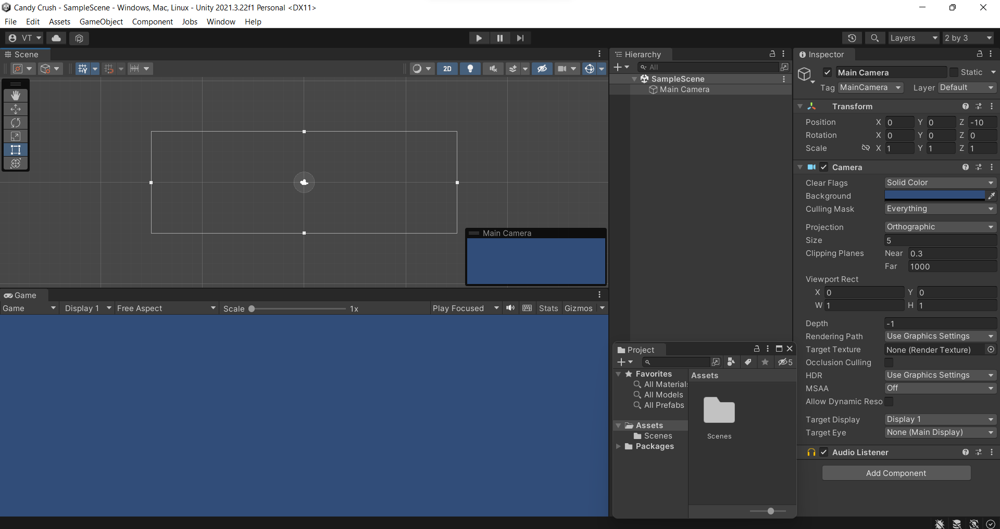 Candy Crush - SampleScene - Windows, Mac, Linux - Unity 2021.3.22f1 Personal <DX11>
File Edit Assets GameObject Component Jobs Window Help
VT
Layers
2 by 3
Scene
2D
Main Camera
Game
Game Display 1 Free Aspect Scale 1x Play Focused Stats Gizmos
Hierarchy
All
SampleScene
Main Camera
Project
5
Favorites
All Materials
All Models
All Prefabs
Assets
Scenes
Packages
Assets
Scenes
Inspector
Main Camera Static
Tag MainCamera Layer Default
Transform
Position X 0 Y 0 Z -10
Rotation X 0 Y 0 Z 0
Scale X 1 Y 1 Z 1
Camera
Clear Flags Solid Color
Background
Culling Mask Everything
Projection Orthographic
Size 5
Clipping Planes Near 0.3
Far 1000
Viewport Rect
X 0 Y 0
W 1 H 1
Depth -1
Rendering Path Use Graphics Settings
Target Texture None (Render Texture)
Occlusion Culling
HDR Use Graphics Settings
MSAA Off
Allow Dynamic Reso
Target Display Display 1
Target Eye None (Main Display)
Audio Listener
Add Component